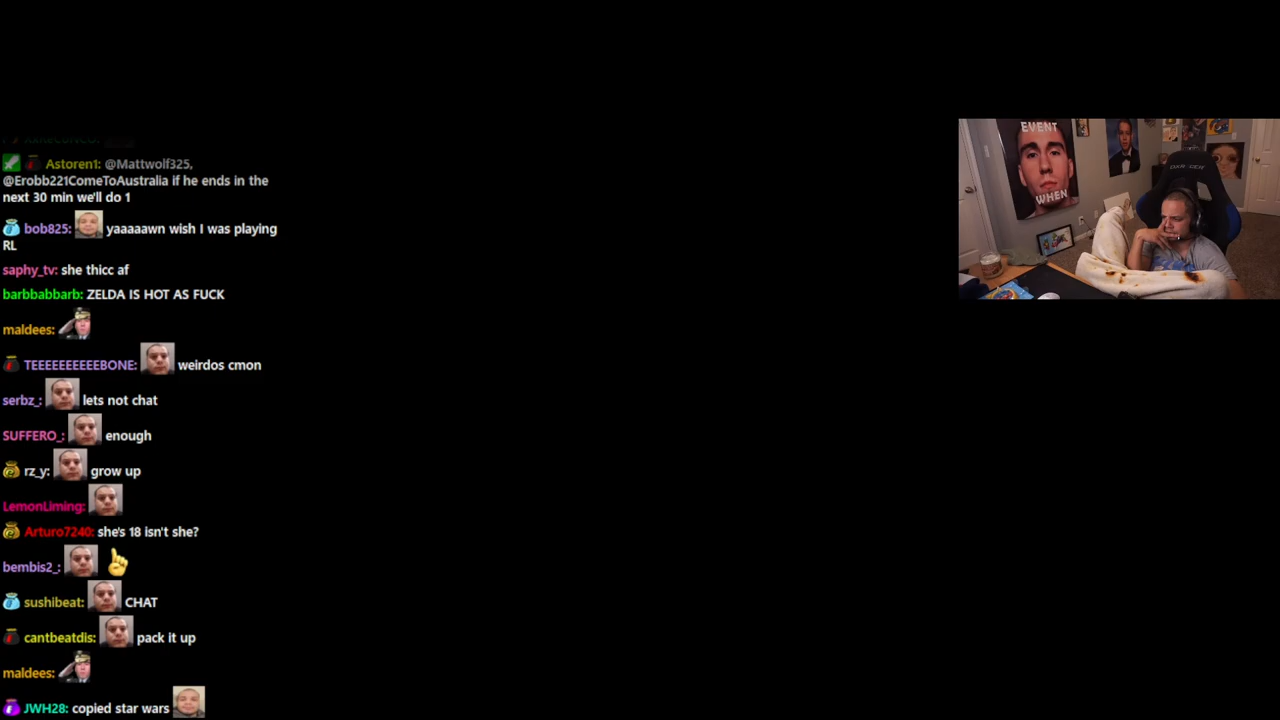 Astoren1: @Mattwolf325,
@Erobb221ComeToAustralia if he ends in the
next 30 min we'll do 1
bob825: yaaaaawn wish I was playing
RL
saphy_tv: she thicc af
barbbabbarb: ZELDA IS HOT AS FUCK
maldees:
TEEEEEEEEEEBONE: weirdos cmon
serbz_: lets not chat
SUFFERO_: enough
rz_y: grow up
LemonLiming:
Arturo7240: she's 18 isn't she?
bembis2_:
sushibeat: CHAT
cantbeatdis: pack it up
maldees:
JWH28: copied star wars
EVENT
WHEN